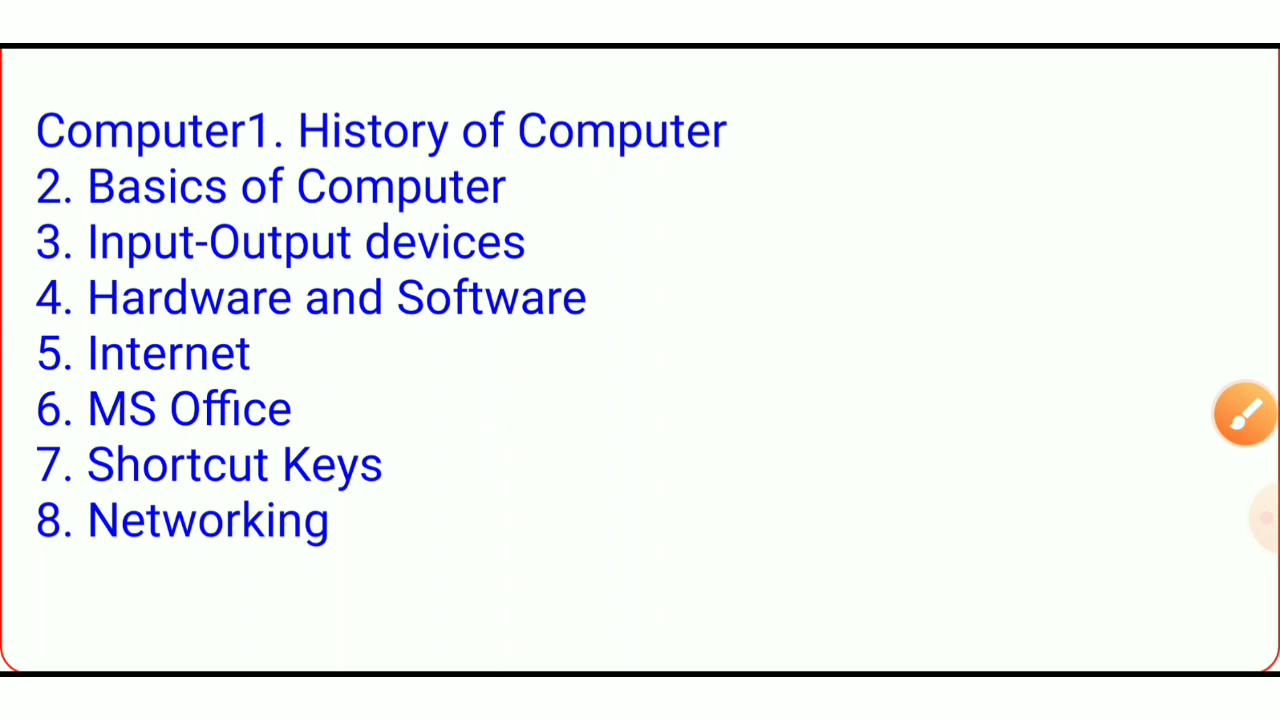 Computer1. History of Computer
2. Basics of Computer
3. Input-Output devices
4. Hardware and Software
5. Internet
6. MS Office
7. Shortcut Keys
8. Networking